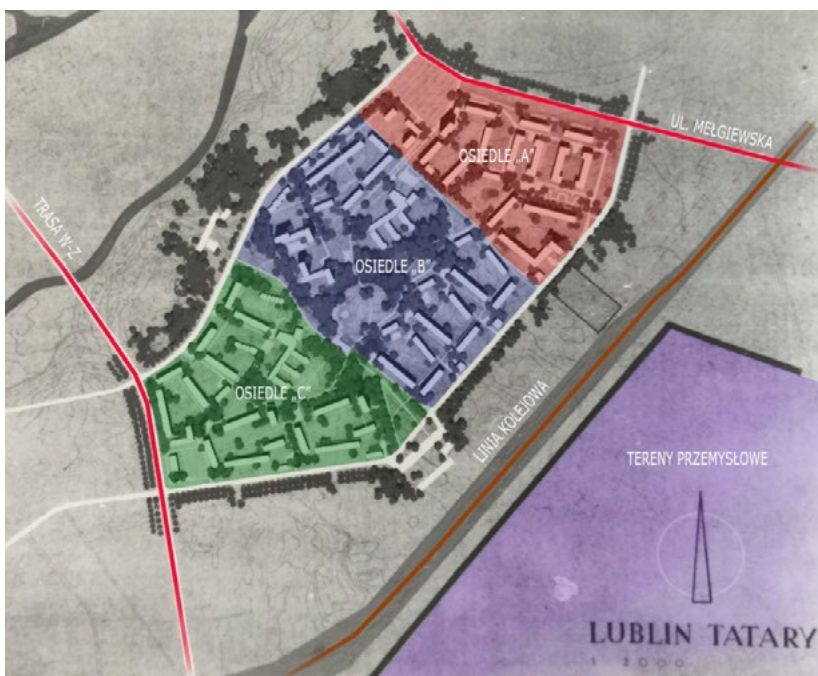 UL. MEŁGIEWSKA
OSIEDLE „A”
TRASA W-Z
OSIEDLE „B”
OSIEDLE „C”
LINIA KOLEJOWA
TERENY PRZEMYSŁOWE
LUBLIN TATARY
1 2000